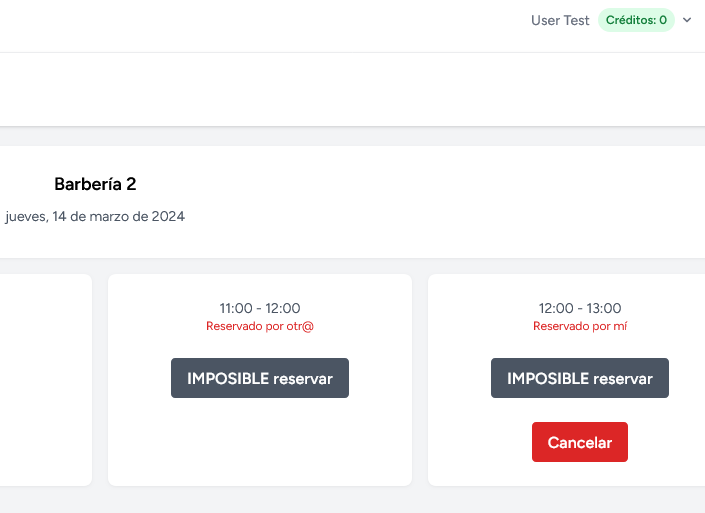 User Test
Créditos: 0
Barbería 2
jueves, 14 de marzo de 2024
11:00 - 12:00
Reservado por otr@
IMPOSIBLE reservar
12:00 - 13:00
Reservado por mí
IMPOSIBLE reservar
Cancelar